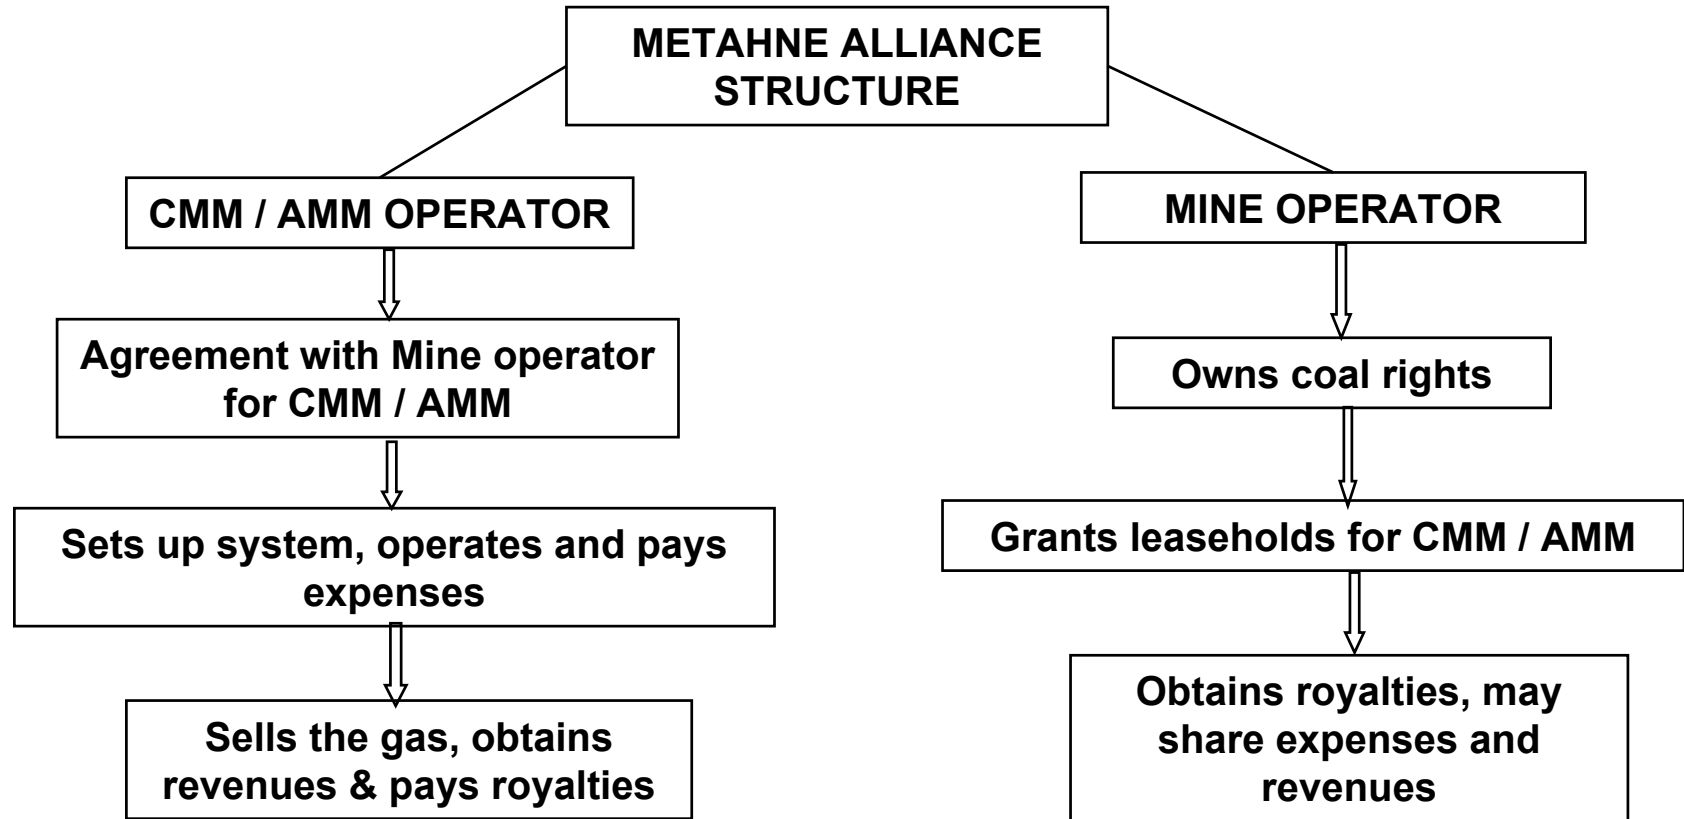 METAHNE ALLIANCE
STRUCTURE
CMM / AMM OPERATOR
Agreement with Mine operator
for CMM / AMM
Sets up system, operates and pays
expenses
Sells the gas, obtains
revenues & pays royalties
MINE OPERATOR
Owns coal rights
Grants leaseholds for CMM / AMM
Obtains royalties, may
share expenses and
revenues